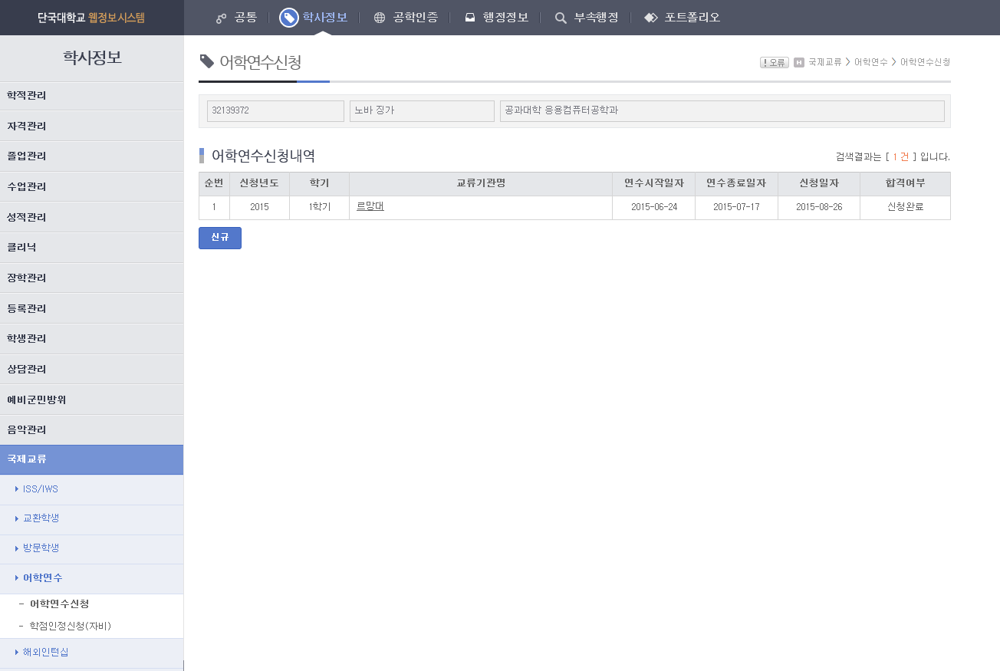 단국대학교 웹정보시스템
공통 학사정보 공학인증 행정정보 부속행정 포트폴리오
학사정보
학적관리
자격관리
졸업관리
수업관리
성적관리
클리닉
장학관리
등록관리
학생관리
상담관리
예비군민방위
음악관리
국제교류
ISS/IWS
교환학생
방문학생
어학연수
- 어학연수신청
- 학점인정신청(자비)
해외인턴십
어학연수신청
! 오류 H 국제교류 > 어학연수 > 어학연수신청
32139372 노바 징가 공과대학 응용컴퓨터공학과
어학연수신청내역 검색결과는 [ 1 건 ] 입니다.
순번 신청년도 학기 교류기관명 연수시작일자 연수종료일자 신청일자 합격여부
1 2015 1학기 르망대 2015-06-24 2015-07-17 2015-08-26 신청완료
신규